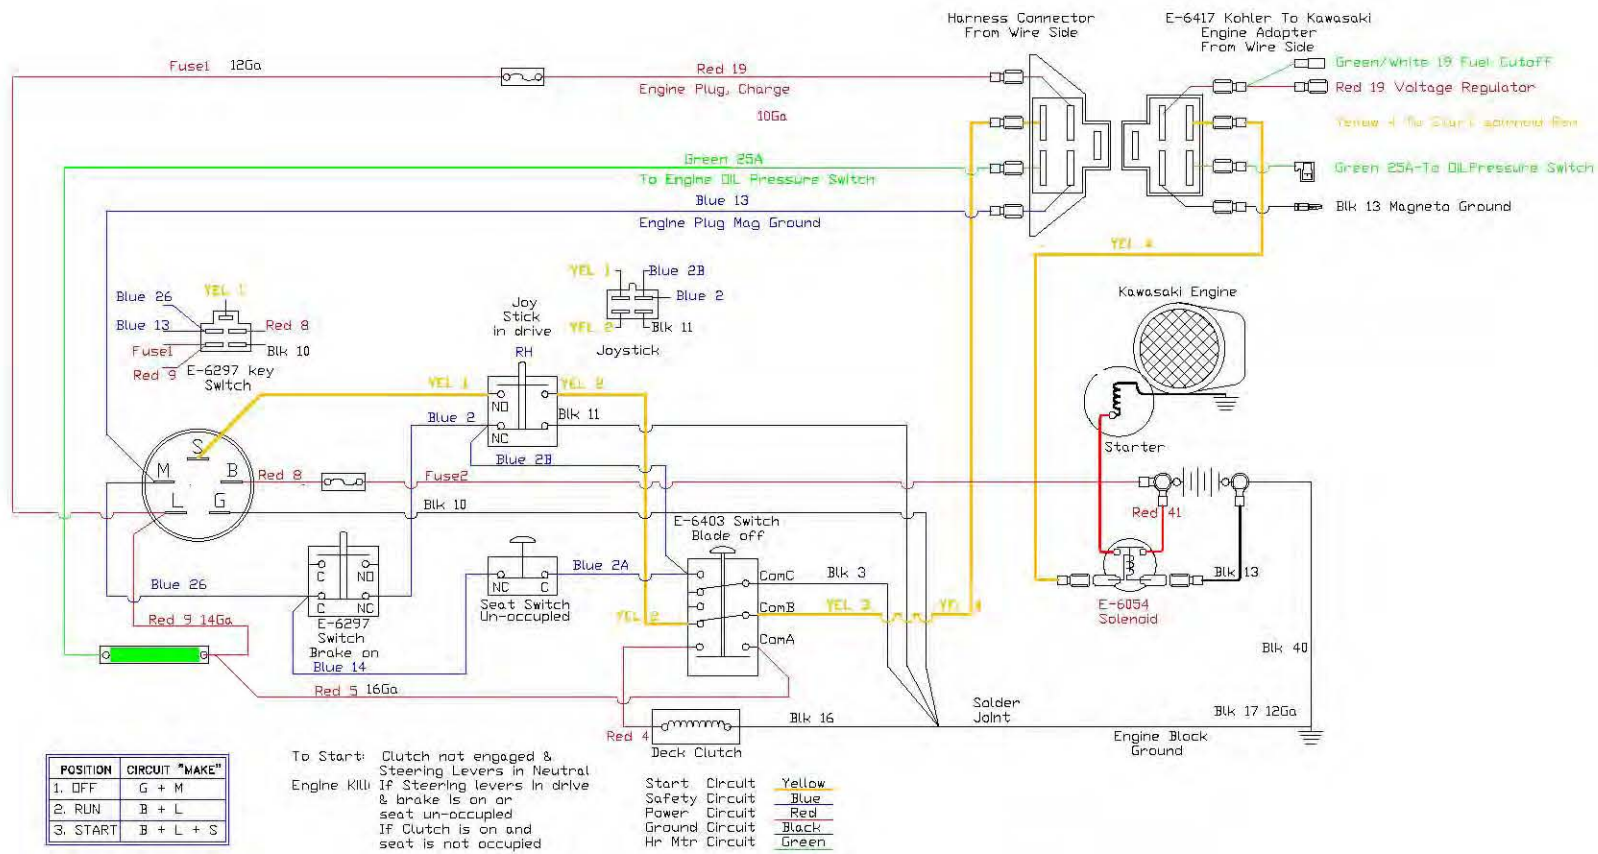 Harness Connector
From Wire Side
E-6417 Kohler To Kawasaki
Engine Adapter
From Wire Side
Fuse1 12Ga
Red 19
Engine Plug, Charge
10Ga
Green/White 19 Fuel Cutoff
Red 19 Voltage Regulator
Yellow 4 To Start solenoid
Green 25A
To Engine OIL Pressure Switch
Green 25A-To OILPressure Switch
Blue 13
Engine Plug Mag Ground
Blk 13 Magneto Ground
YEL 4
YEL 1
Blue 2B
Blue 2
YEL 2
Blk 11
Joystick
Blue 26
YEL 1
Blue 13
Red 8
Fuse1
Blk 10
Red 9
E-6297 key
Switch
Joy
Stick
in drive
RH
Kawasaki Engine
YEL 1
YEL 2
NO
NC
Blue 2
Blk 11
Blue 2B
Starter
S
M
B
L
G
Red 8
Fuse2
Blk 10
Red 41
E-6403 Switch
Blade off
C
NO
C
NC
Blue 26
E-6297
Switch
Brake on
Blue 14
NC
C
Seat Switch
Un-occupied
Blue 2A
ComC
ComB
ComA
Blk 3
YEL 2
YEL 3
Blk 13
E-6054
Solenoid
Red 9 14Ga
Red 5 16Ga
Blk 40
Solder
Joint
Blk 16
Blk 17 12Ga
Red 4
Deck Clutch
Engine Block
Ground
POSITION CIRCUIT "MAKE"
1. OFF G + M
2. RUN B + L
3. START B + L + S
To Start: Clutch not engaged &
Steering Levers in Neutral
Engine Kill: If Steering levers in drive
& brake is on or
seat un-occupied
If Clutch is on and
seat is not occupied
Start Circuit Yellow
Safety Circuit Blue
Power Circuit Red
Ground Circuit Black
Hr Mtr Circuit Green